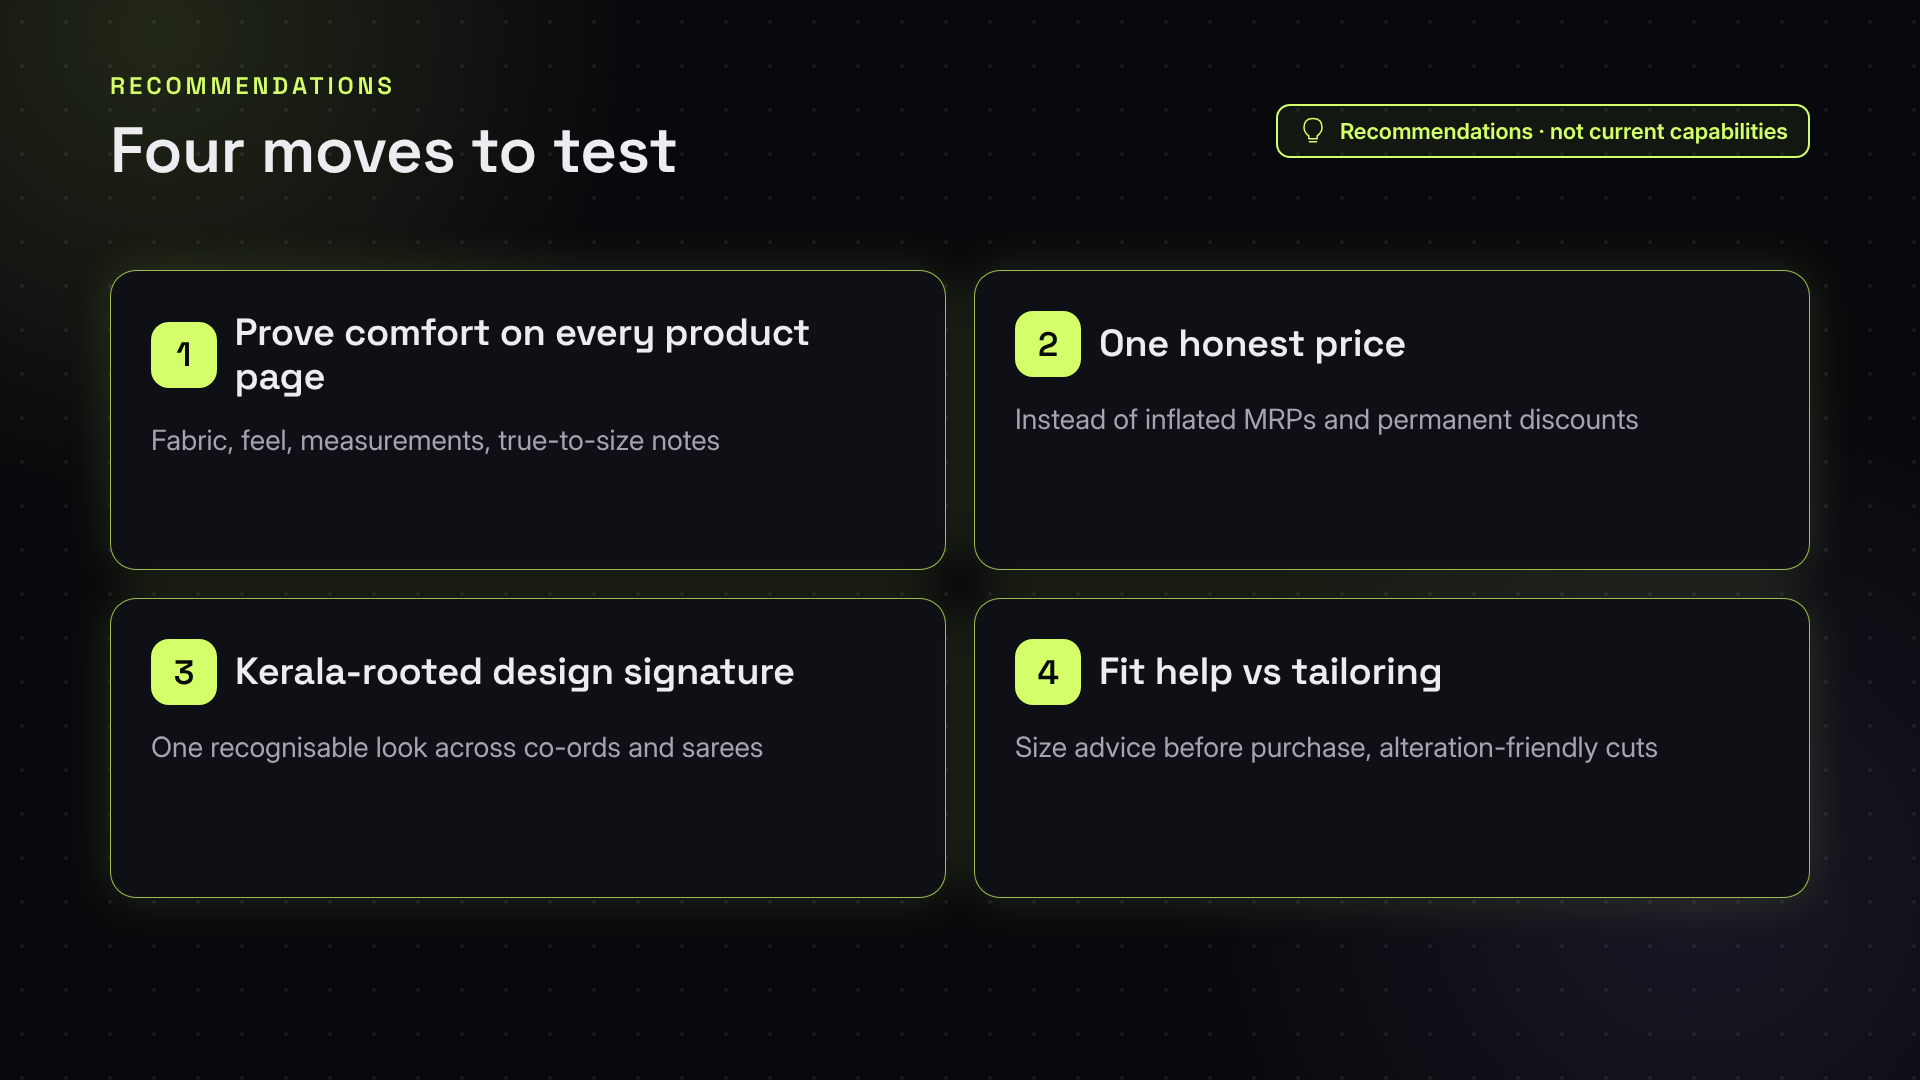 RECOMMENDATIONS
Four moves to test
Recommendations · not current capabilities
1
Prove comfort on every product
page
Fabric, feel, measurements, true-to-size notes
2
One honest price
Instead of inflated MRPs and permanent discounts
3
Kerala-rooted design signature
One recognisable look across co-ords and sarees
4
Fit help vs tailoring
Size advice before purchase, alteration-friendly cuts